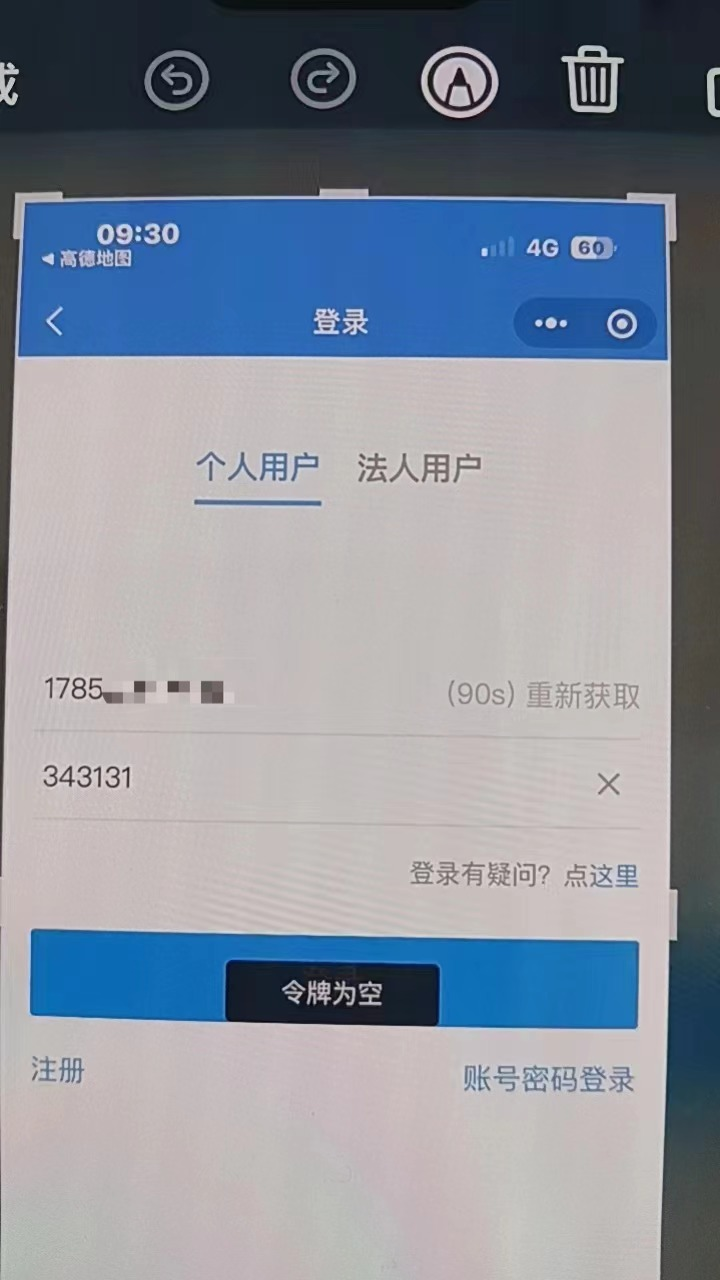 09:30
4G 60
高德地图
登录
个人用户 法人用户
1785
(90s) 重新获取
343131
登录有疑问？点这里
令牌为空
注册
账号密码登录